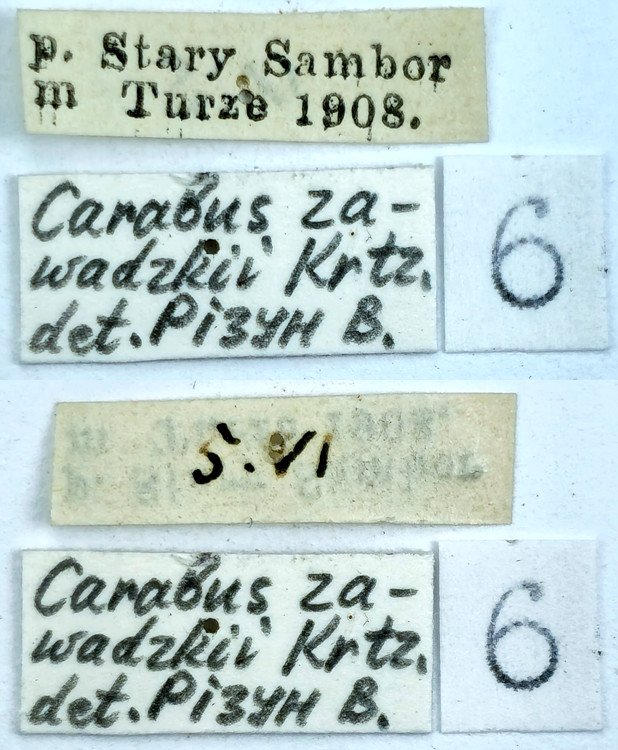 p. Stary Sambor
m Turze 1908.
Carabus za-
wadzkii Krtz.
det. Різун В.
6
5.VI
Carabus za-
wadzkii Krtz.
det. Різун В.
6